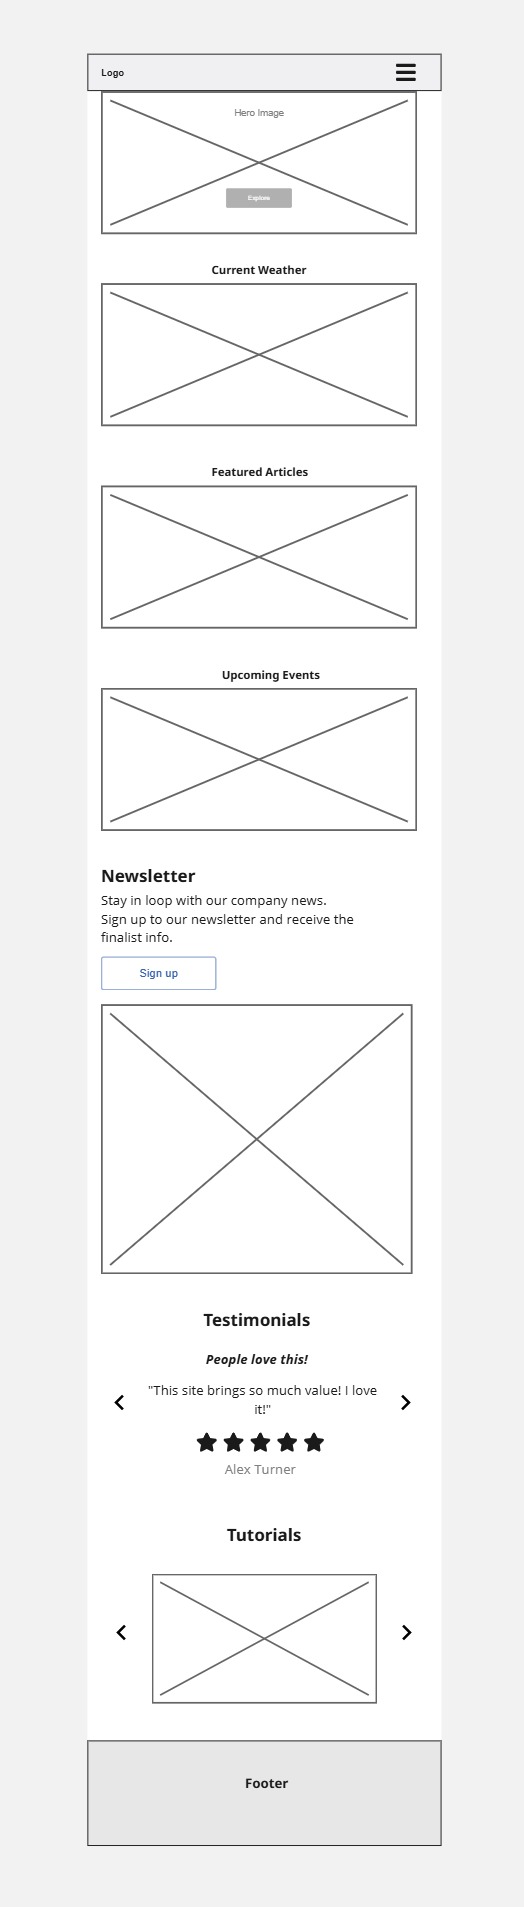 Logo
Hero Image
Explore
Current Weather
Featured Articles
Upcoming Events
Newsletter
Stay in loop with our company news.
Sign up to our newsletter and receive the
finalist info.
Sign up
Testimonials
People love this!
"This site brings so much value! I love
it!"
Alex Turner
Tutorials
Footer